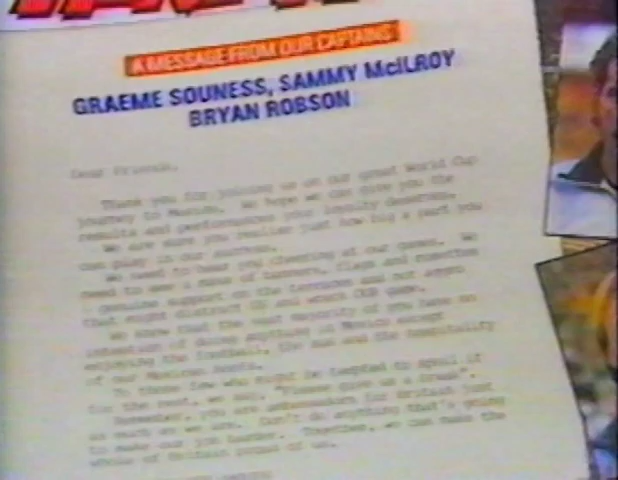 A MESSAGE FROM OUR CAPTAINS
GRAEME SOUNESS, SAMMY McILROY
BRYAN ROBSON
Dear Friends,
Thank you for joining us on our great World Cup
journey to Mexico. We hope we can give you the
results and performances your loyalty deserves.
We are sure you realise just how big a part you
can play in our success.
We need to hear you cheering at our games. We
need to see a mass of banners, flags and rosettes
genuine support on the terraces and not aggro
that might distract us and wreck our game.
We know that the vast majority of you have no
intention of doing anything in Mexico except
enjoying the football, the sun and the hospitality
of our Mexican hosts.
To those few who might be tempted to spoil it
for the rest, we say, "Please give us a break".
Remember, you are ambassadors for Britain just
as much as we are. Don't do anything that's going
to make our job harder. Together, we can make the
whole of Britain proud of us.